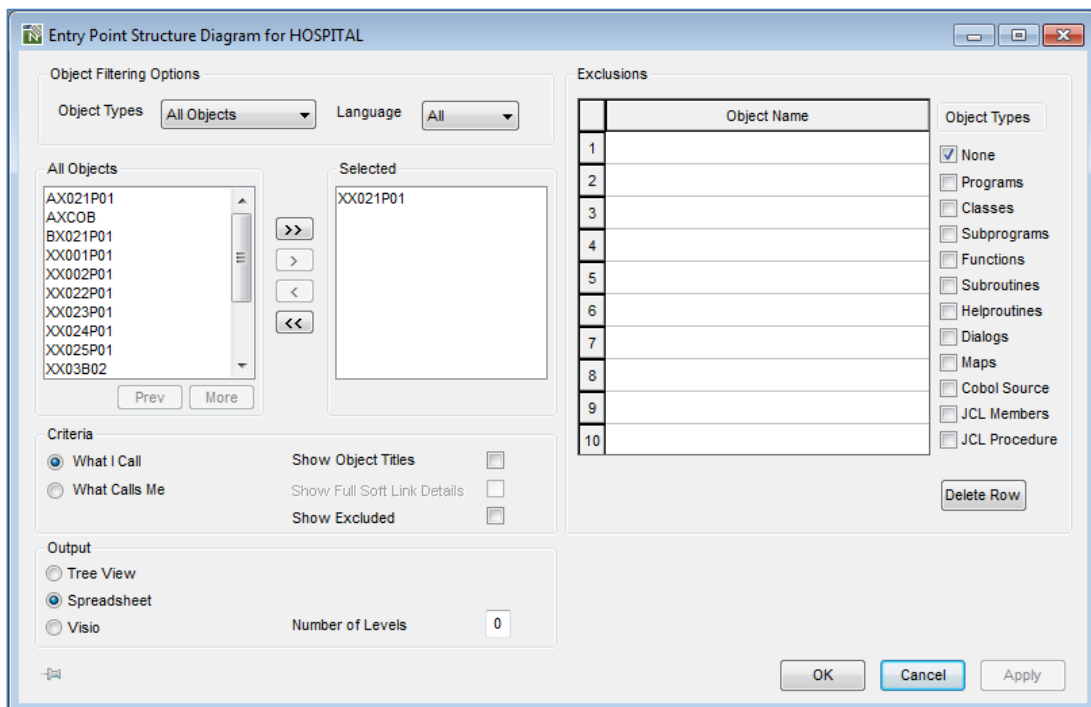 Entry Point Structure Diagram for HOSPITAL
Object Filtering Options
Object Types All Objects Language All
All Objects
AX021P01
AXCOB
BX021P01
XX001P01
XX002P01
XX022P01
XX023P01
XX024P01
XX025P01
XX03B02
Prev More
>>
>
<
<<
Selected
XX021P01
Criteria
What I Call
What Calls Me
Show Object Titles
Show Full Soft Link Details
Show Excluded
Output
Tree View
Spreadsheet
Visio
Number of Levels 0
Exclusions
Object Name
1
2
3
4
5
6
7
8
9
10
Object Types
None
Programs
Classes
Subprograms
Functions
Subroutines
Helproutines
Dialogs
Maps
Cobol Source
JCL Members
JCL Procedure
Delete Row
OK Cancel Apply